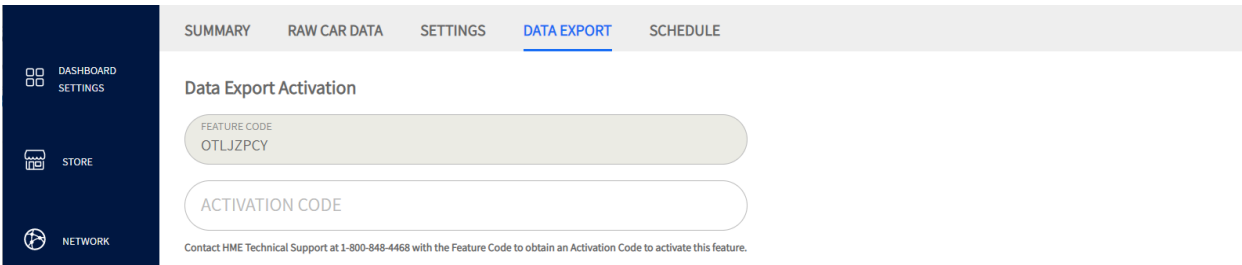 SUMMARY RAW CAR DATA SETTINGS DATA EXPORT SCHEDULE
DASHBOARD
SETTINGS
Data Export Activation
FEATURE CODE
OTLJZPCY
STORE
ACTIVATION CODE
NETWORK
Contact HME Technical Support at 1-800-848-4468 with the Feature Code to obtain an Activation Code to activate this feature.